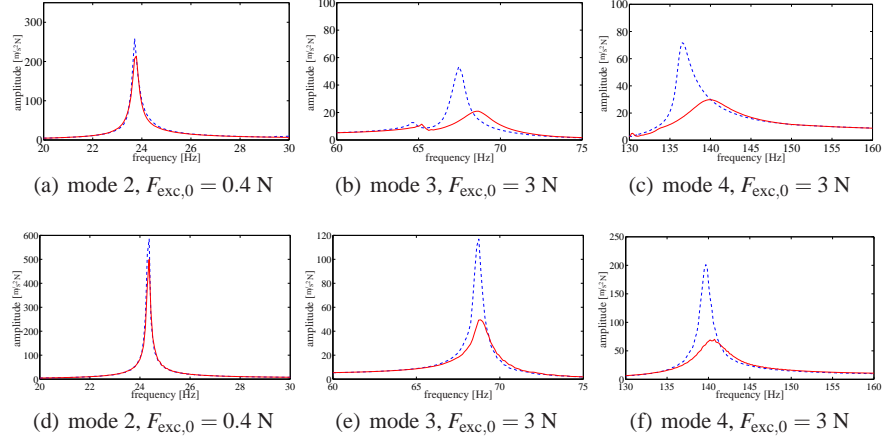 amplitude [m/s²N]
300
200
100
0
20 22 24 26 28 30
frequency [Hz]
(a) mode 2, F_exc,0 = 0.4 N
amplitude [m/s²N]
100
80
60
40
20
0
60 65 70 75
frequency [Hz]
(b) mode 3, F_exc,0 = 3 N
amplitude [m/s²N]
100
80
60
40
20
0
130 135 140 145 150 155 160
frequency [Hz]
(c) mode 4, F_exc,0 = 3 N
amplitude [m/s²N]
600
500
400
300
200
100
0
20 22 24 26 28 30
frequency [Hz]
(d) mode 2, F_exc,0 = 0.4 N
amplitude [m/s²N]
120
100
80
60
40
20
0
60 65 70 75
frequency [Hz]
(e) mode 3, F_exc,0 = 3 N
amplitude [m/s²N]
250
200
150
100
50
0
130 135 140 145 150 155 160
frequency [Hz]
(f) mode 4, F_exc,0 = 3 N